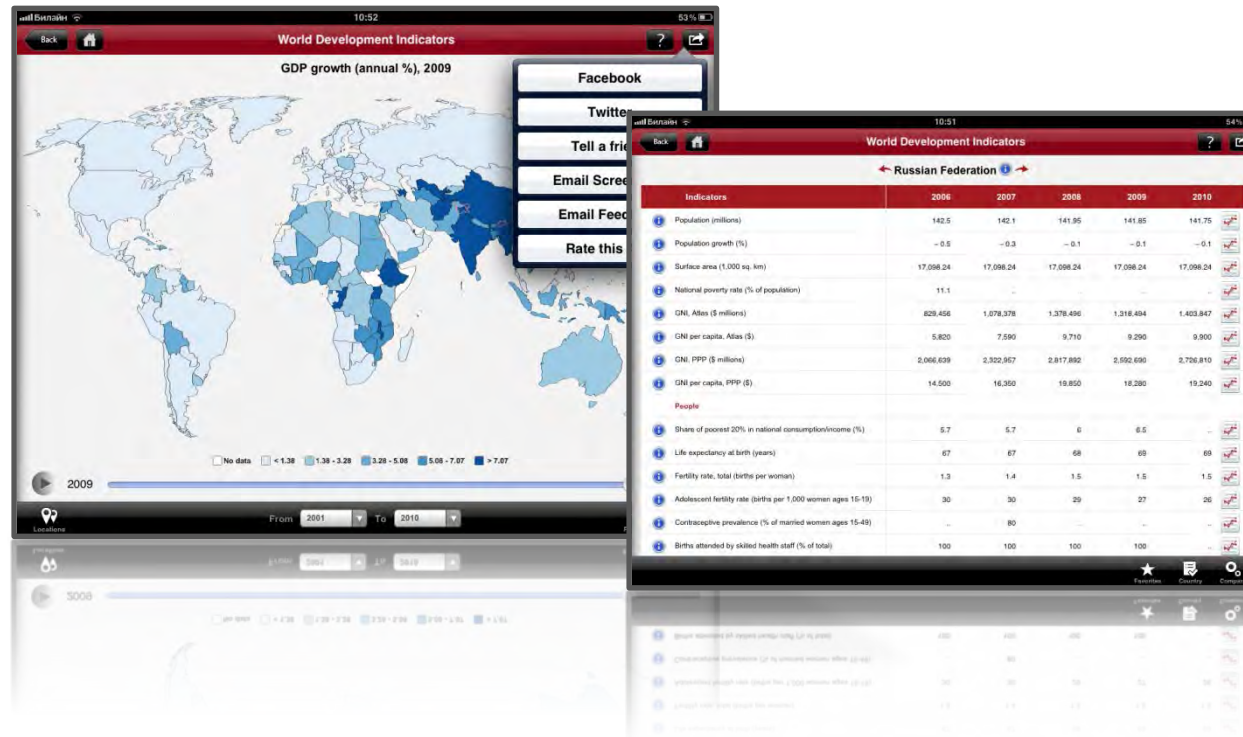 Билайн 10:52 53%
Back World Development Indicators ?
GDP growth (annual %), 2009
Facebook
Twitter
Tell a frie
Email Scree
Email Feed
Rate this
No data < 1.38 1.38 - 3.28 3.28 - 5.08 5.08 - 7.07 > 7.07
2009
Locations From 2001 To 2010
Билайн 10:51 54%
Back World Development Indicators ?
Russian Federation
Indicators 2006 2007 2008 2009 2010
Population (millions) 142.5 142.1 141.95 141.85 141.75
Population growth (%) – 0.5 – 0.3 – 0.1 – 0.1 – 0.1
Surface area (1,000 sq. km) 17,098.24 17,098.24 17,098.24 17,098.24 17,098.24
National poverty rate (% of population) 11.1 .. .. .. ..
GNI, Atlas ($ millions) 829,456 1,078,378 1,378,496 1,318,494 1,403,847
GNI per capita, Atlas ($) 5,820 7,590 9,710 9,290 9,900
GNI, PPP ($ millions) 2,066,639 2,322,957 2,817,892 2,592,690 2,726,810
GNI per capita, PPP ($) 14,500 16,350 19,850 18,280 19,240
People
Share of poorest 20% in national consumption/income (%) 5.7 5.7 6 6.5 ..
Life expectancy at birth (years) 67 67 68 69 69
Fertility rate, total (births per woman) 1.3 1.4 1.5 1.5 1.5
Adolescent fertility rate (births per 1,000 women ages 15-19) 30 30 29 27 26
Contraceptive prevalence (% of married women ages 15-49) .. 80 .. .. ..
Births attended by skilled health staff (% of total) 100 100 100 100 ..
Favorites Country Compar